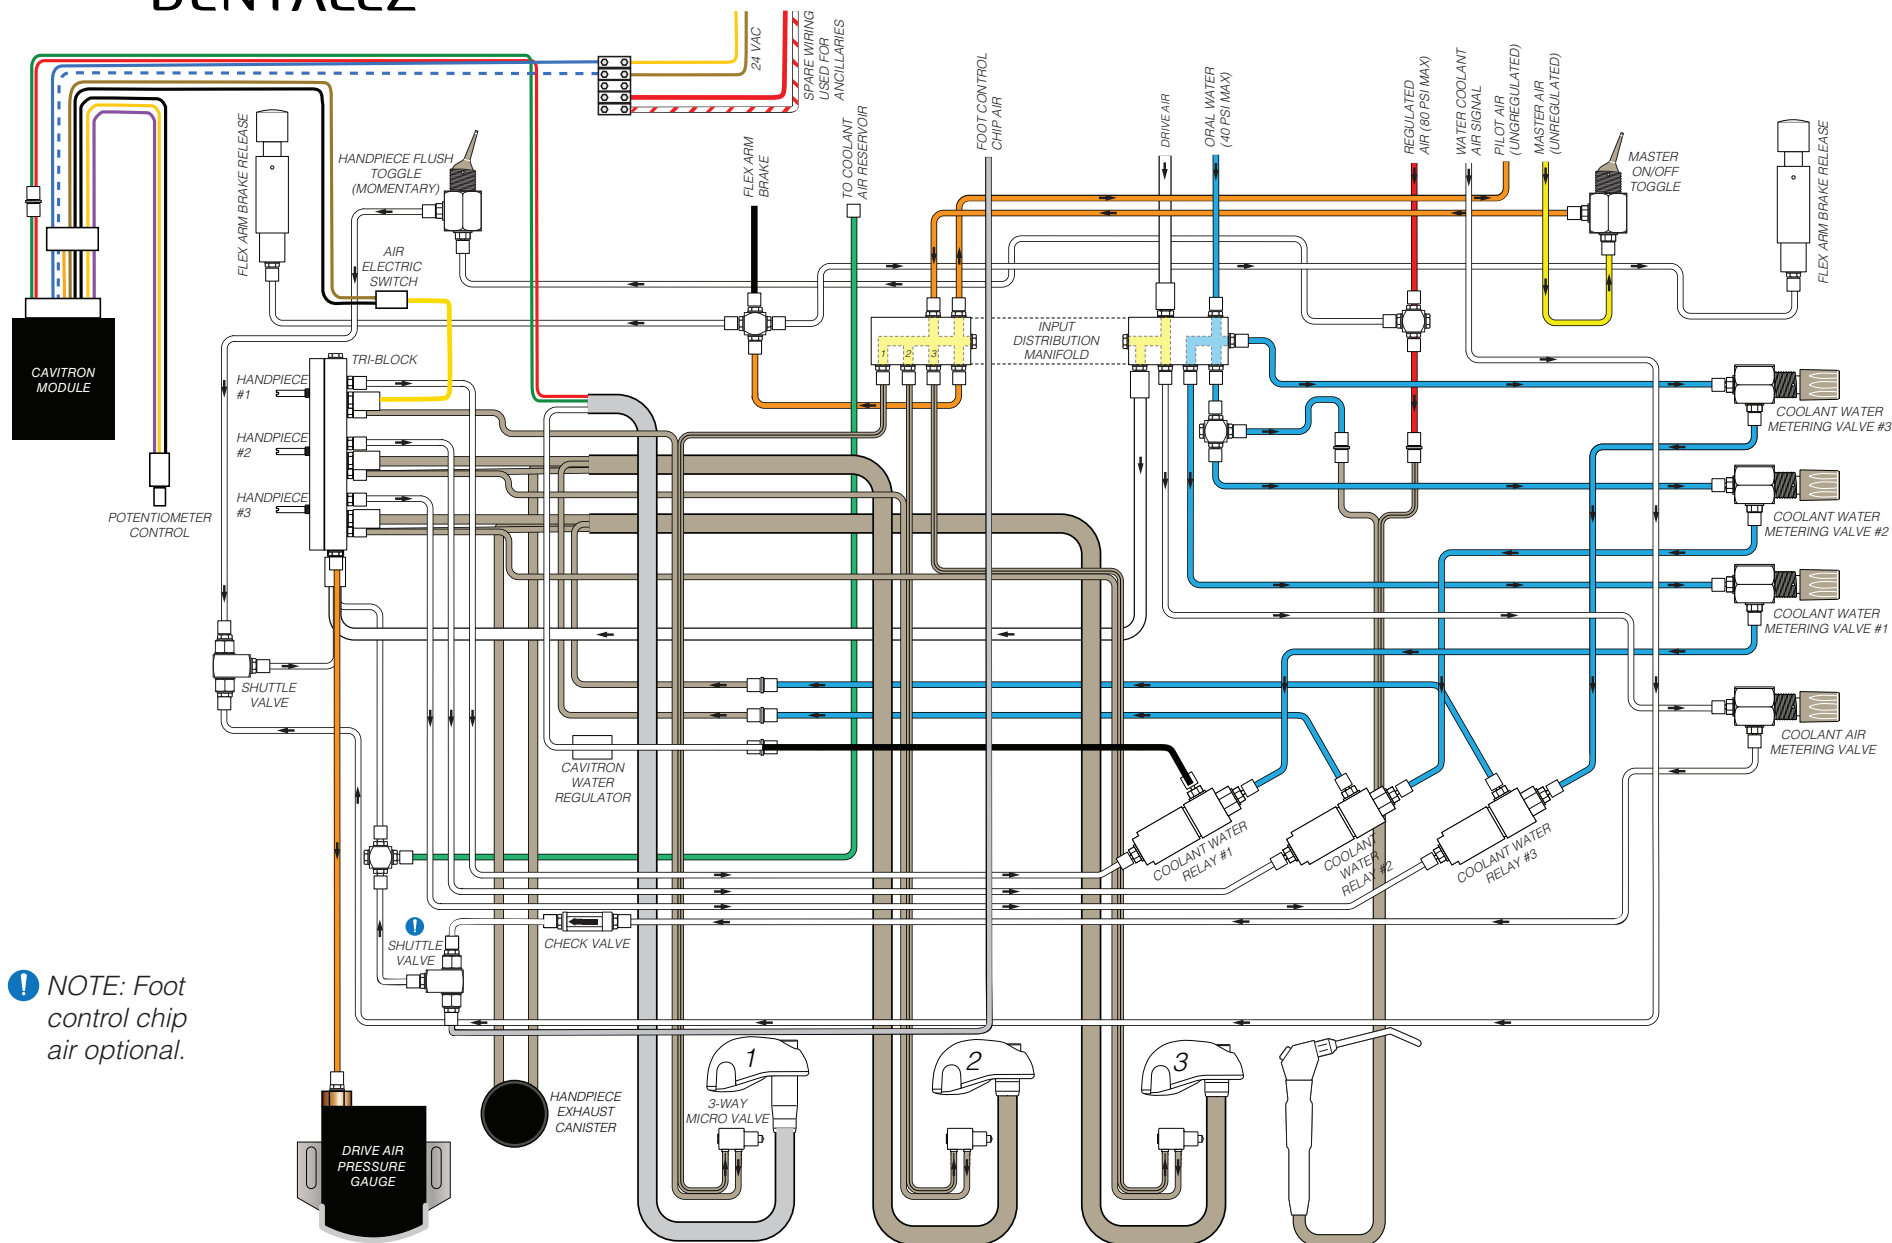 DENTALEZ
24 VAC
SPARE WIRING
USED FOR
ANCILLARIES
FLEX ARM BRAKE RELEASE
HANDPIECE FLUSH
TOGGLE
(MOMENTARY)
AIR
ELECTRIC
SWITCH
FLEX ARM
BRAKE
TO COOLANT
AIR RESERVOIR
FOOT CONTROL
CHIP AIR
DRIVE AIR
ORAL WATER
(40 PSI MAX)
REGULATED
AIR (80 PSI MAX)
WATER COOLANT
AIR SIGNAL
PILOT AIR
(UNGREGULATED)
MASTER AIR
(UNREGULATED)
MASTER
ON/OFF
TOGGLE
FLEX ARM BRAKE RELEASE
CAVITRON
MODULE
TRI-BLOCK
HANDPIECE
#1
HANDPIECE
#2
HANDPIECE
#3
POTENTIOMETER
CONTROL
1
2
3
INPUT
DISTRIBUTION
MANIFOLD
COOLANT WATER
METERING VALVE #3
COOLANT WATER
METERING VALVE #2
COOLANT WATER
METERING VALVE #1
COOLANT AIR
METERING VALVE
SHUTTLE
VALVE
CAVITRON
WATER
REGULATOR
COOLANT WATER
RELAY #1
COOLANT
WATER
RELAY #2
COOLANT WATER
RELAY #3
!
SHUTTLE
VALVE
CHECK VALVE
! NOTE: Foot
control chip
air optional.
HANDPIECE
EXHAUST
CANISTER
DRIVE AIR
PRESSURE
GAUGE
1
3-WAY
MICRO VALVE
2
3